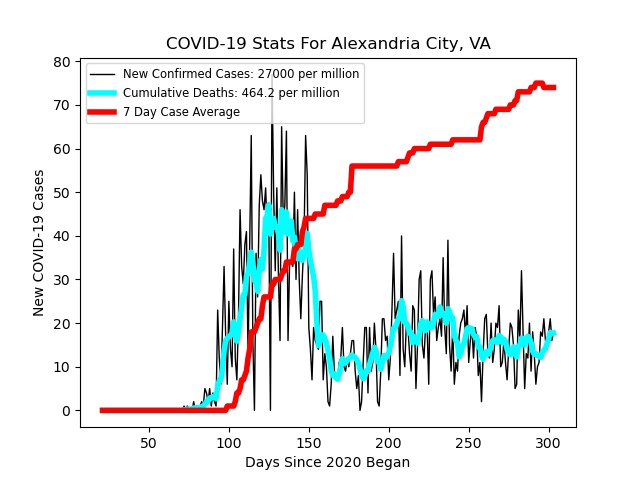 COVID-19 Stats For Alexandria City, VA
New Confirmed Cases: 27000 per million
Cumulative Deaths: 464.2 per million
7 Day Case Average
80
70
60
50
40
30
20
10
0
New COVID-19 Cases
50 100 150 200 250 300
Days Since 2020 Began